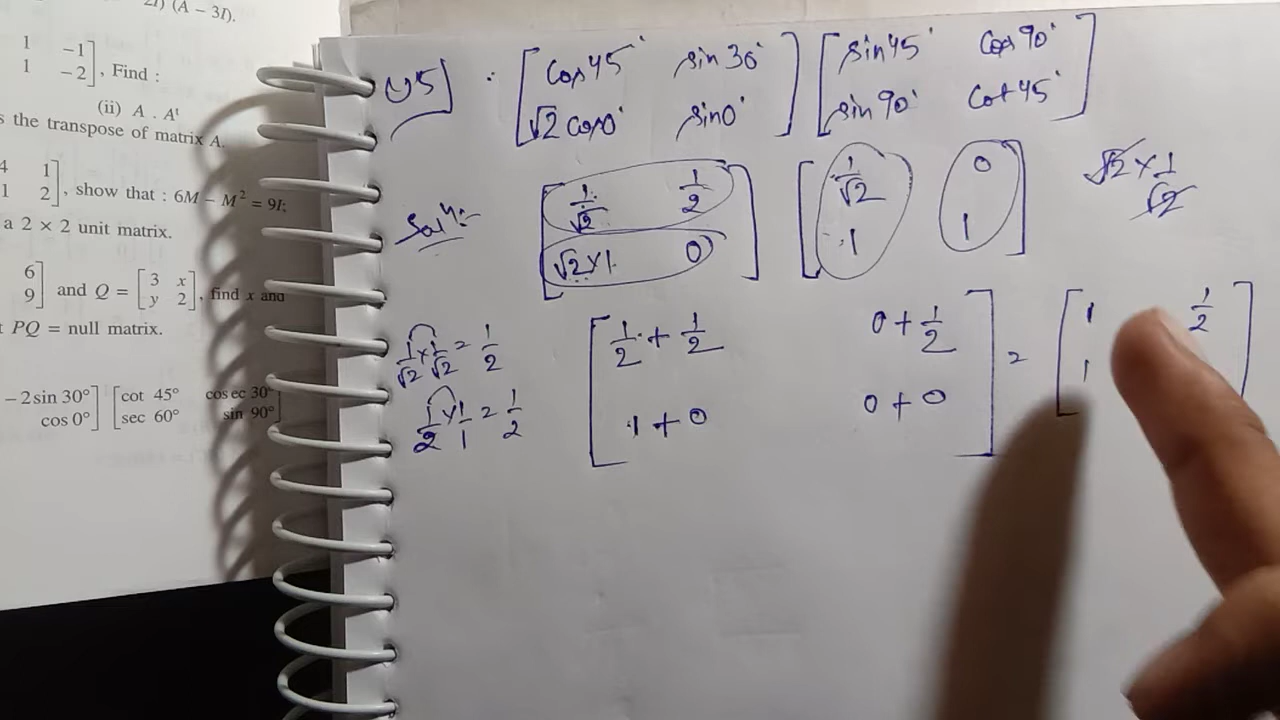 2I) (A – 3I).
1 –1
1 –2 ], Find :
(ii) A . Aᵗ
s the transpose of matrix A.
4 1
1 2 ], show that : 6M – M² = 9I;
a 2 × 2 unit matrix.
6
9 ] and Q = [ 3 x
y 2 ], find x and
PQ = null matrix.
– 2 sin 30° ] [ cot 45° cosec 30°
cos 0° ] [ sec 60° sin 90° ]
[ cos 45° sin 30° ] [ sin 45° cos 90° ]
[ √2 cos 0° sin 0° ] [ sin 90° cot 45° ]
Solⁿ:- [ 1/√2 1/2 ] [ 1/√2 0 ] √2 × 1/√2
[ √2×1 0 ] [ 1 1 ]
1/√2 × 1/√2 = 1/2 [ 1/2 + 1/2 0 + 1/2 ] = [ 1 1/2 ]
1/2 × 1/1 = 1/2 [ 1 + 0 0 + 0 ] [ 1